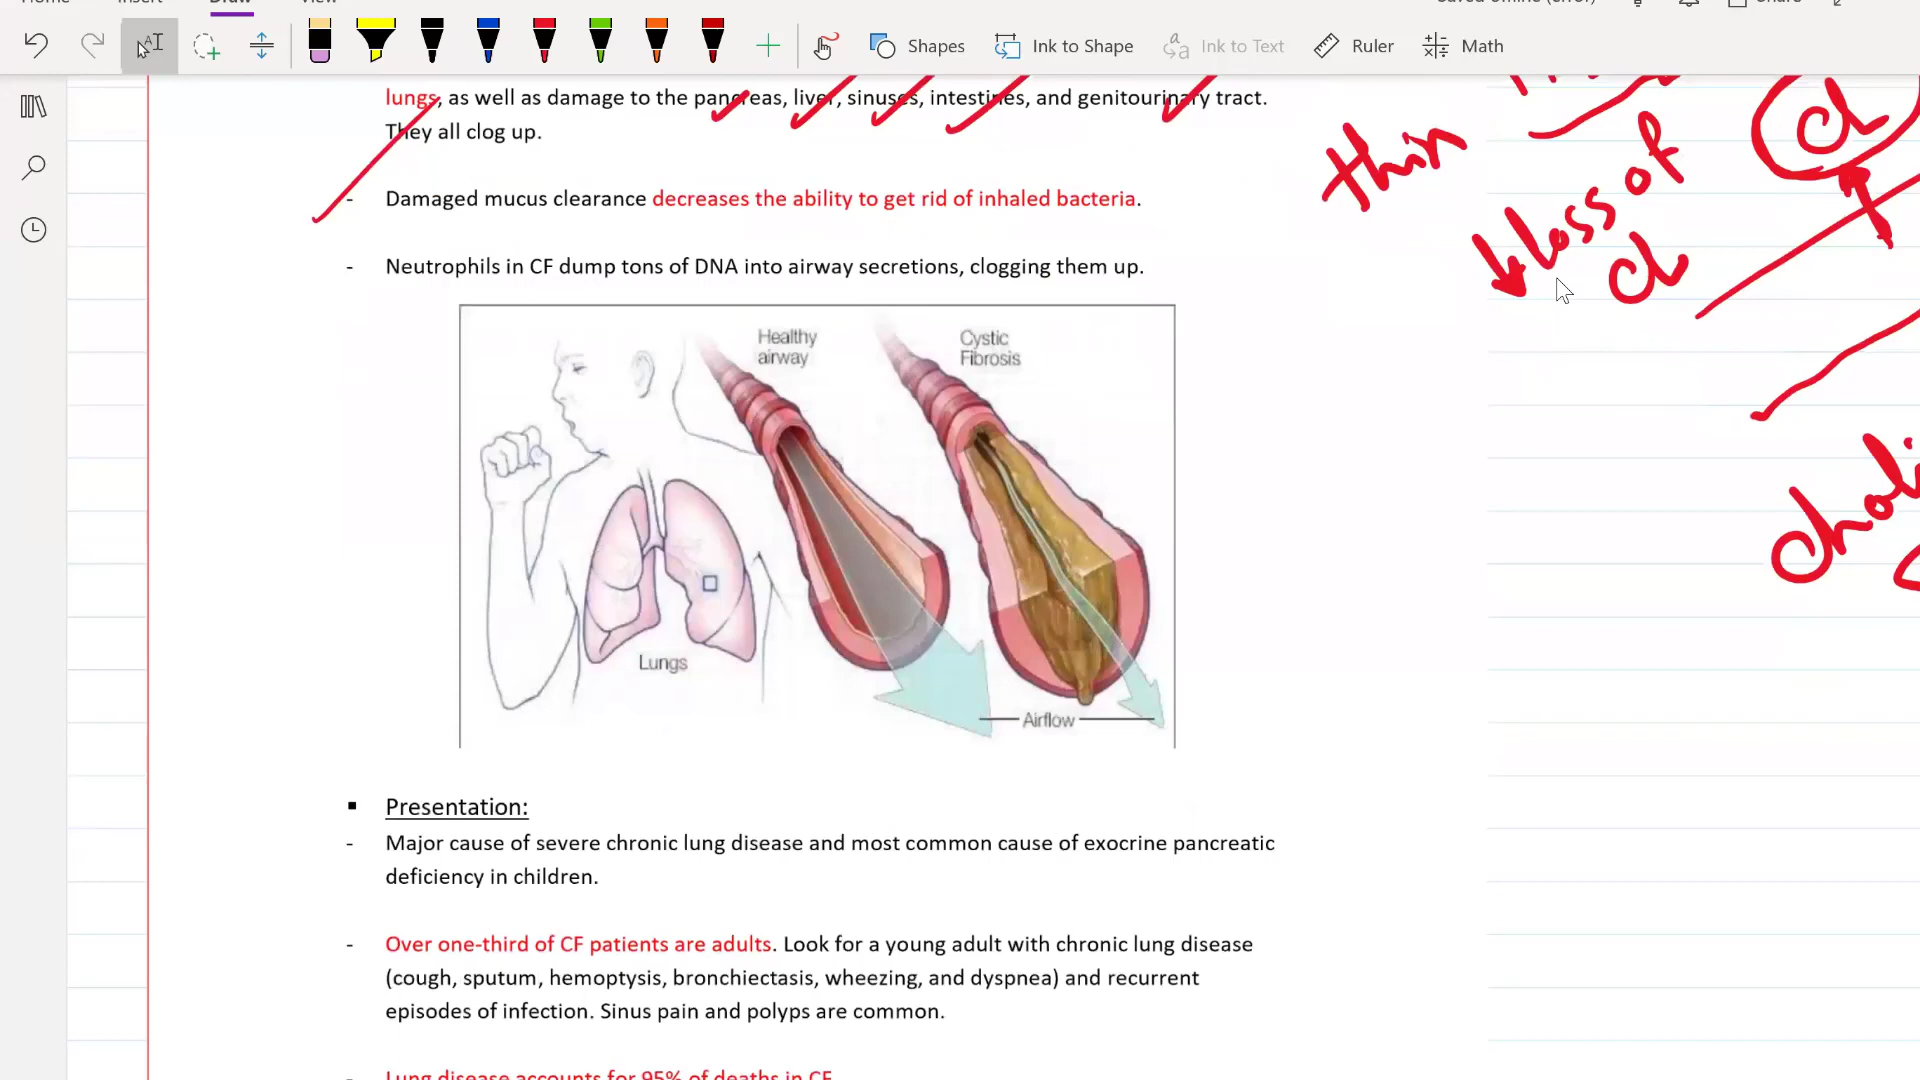 Shapes
Ink to Shape
Ink to Text
Ruler
Math
lungs, as well as damage to the pancreas, liver, sinuses, intestines, and genitourinary tract.
They all clog up.
thin
cl
- Damaged mucus clearance decreases the ability to get rid of inhaled bacteria.
↓ loss of
cl
- Neutrophils in CF dump tons of DNA into airway secretions, clogging them up.
Healthy
airway
Cystic
Fibrosis
Lungs
Airflow
▪ Presentation:
- Major cause of severe chronic lung disease and most common cause of exocrine pancreatic
deficiency in children.
- Over one-third of CF patients are adults. Look for a young adult with chronic lung disease
(cough, sputum, hemoptysis, bronchiectasis, wheezing, and dyspnea) and recurrent
episodes of infection. Sinus pain and polyps are common.
- Lung disease accounts for 95% of deaths in CF